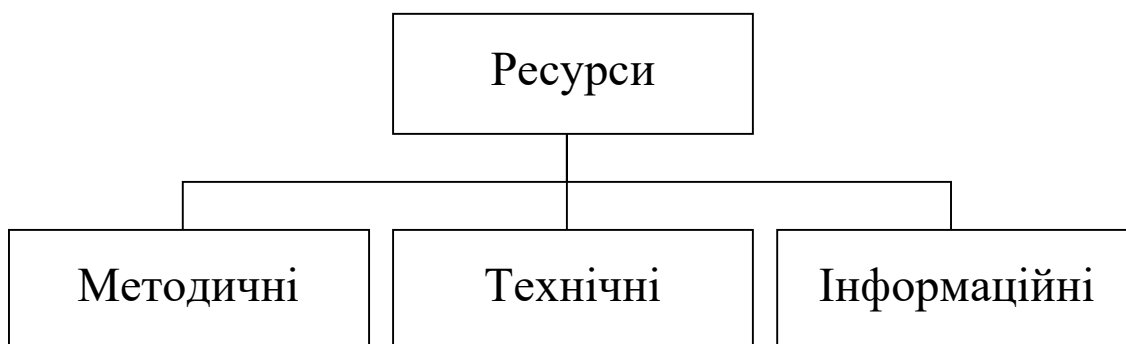 Ресурси
Методичні
Технічні
Інформаційні